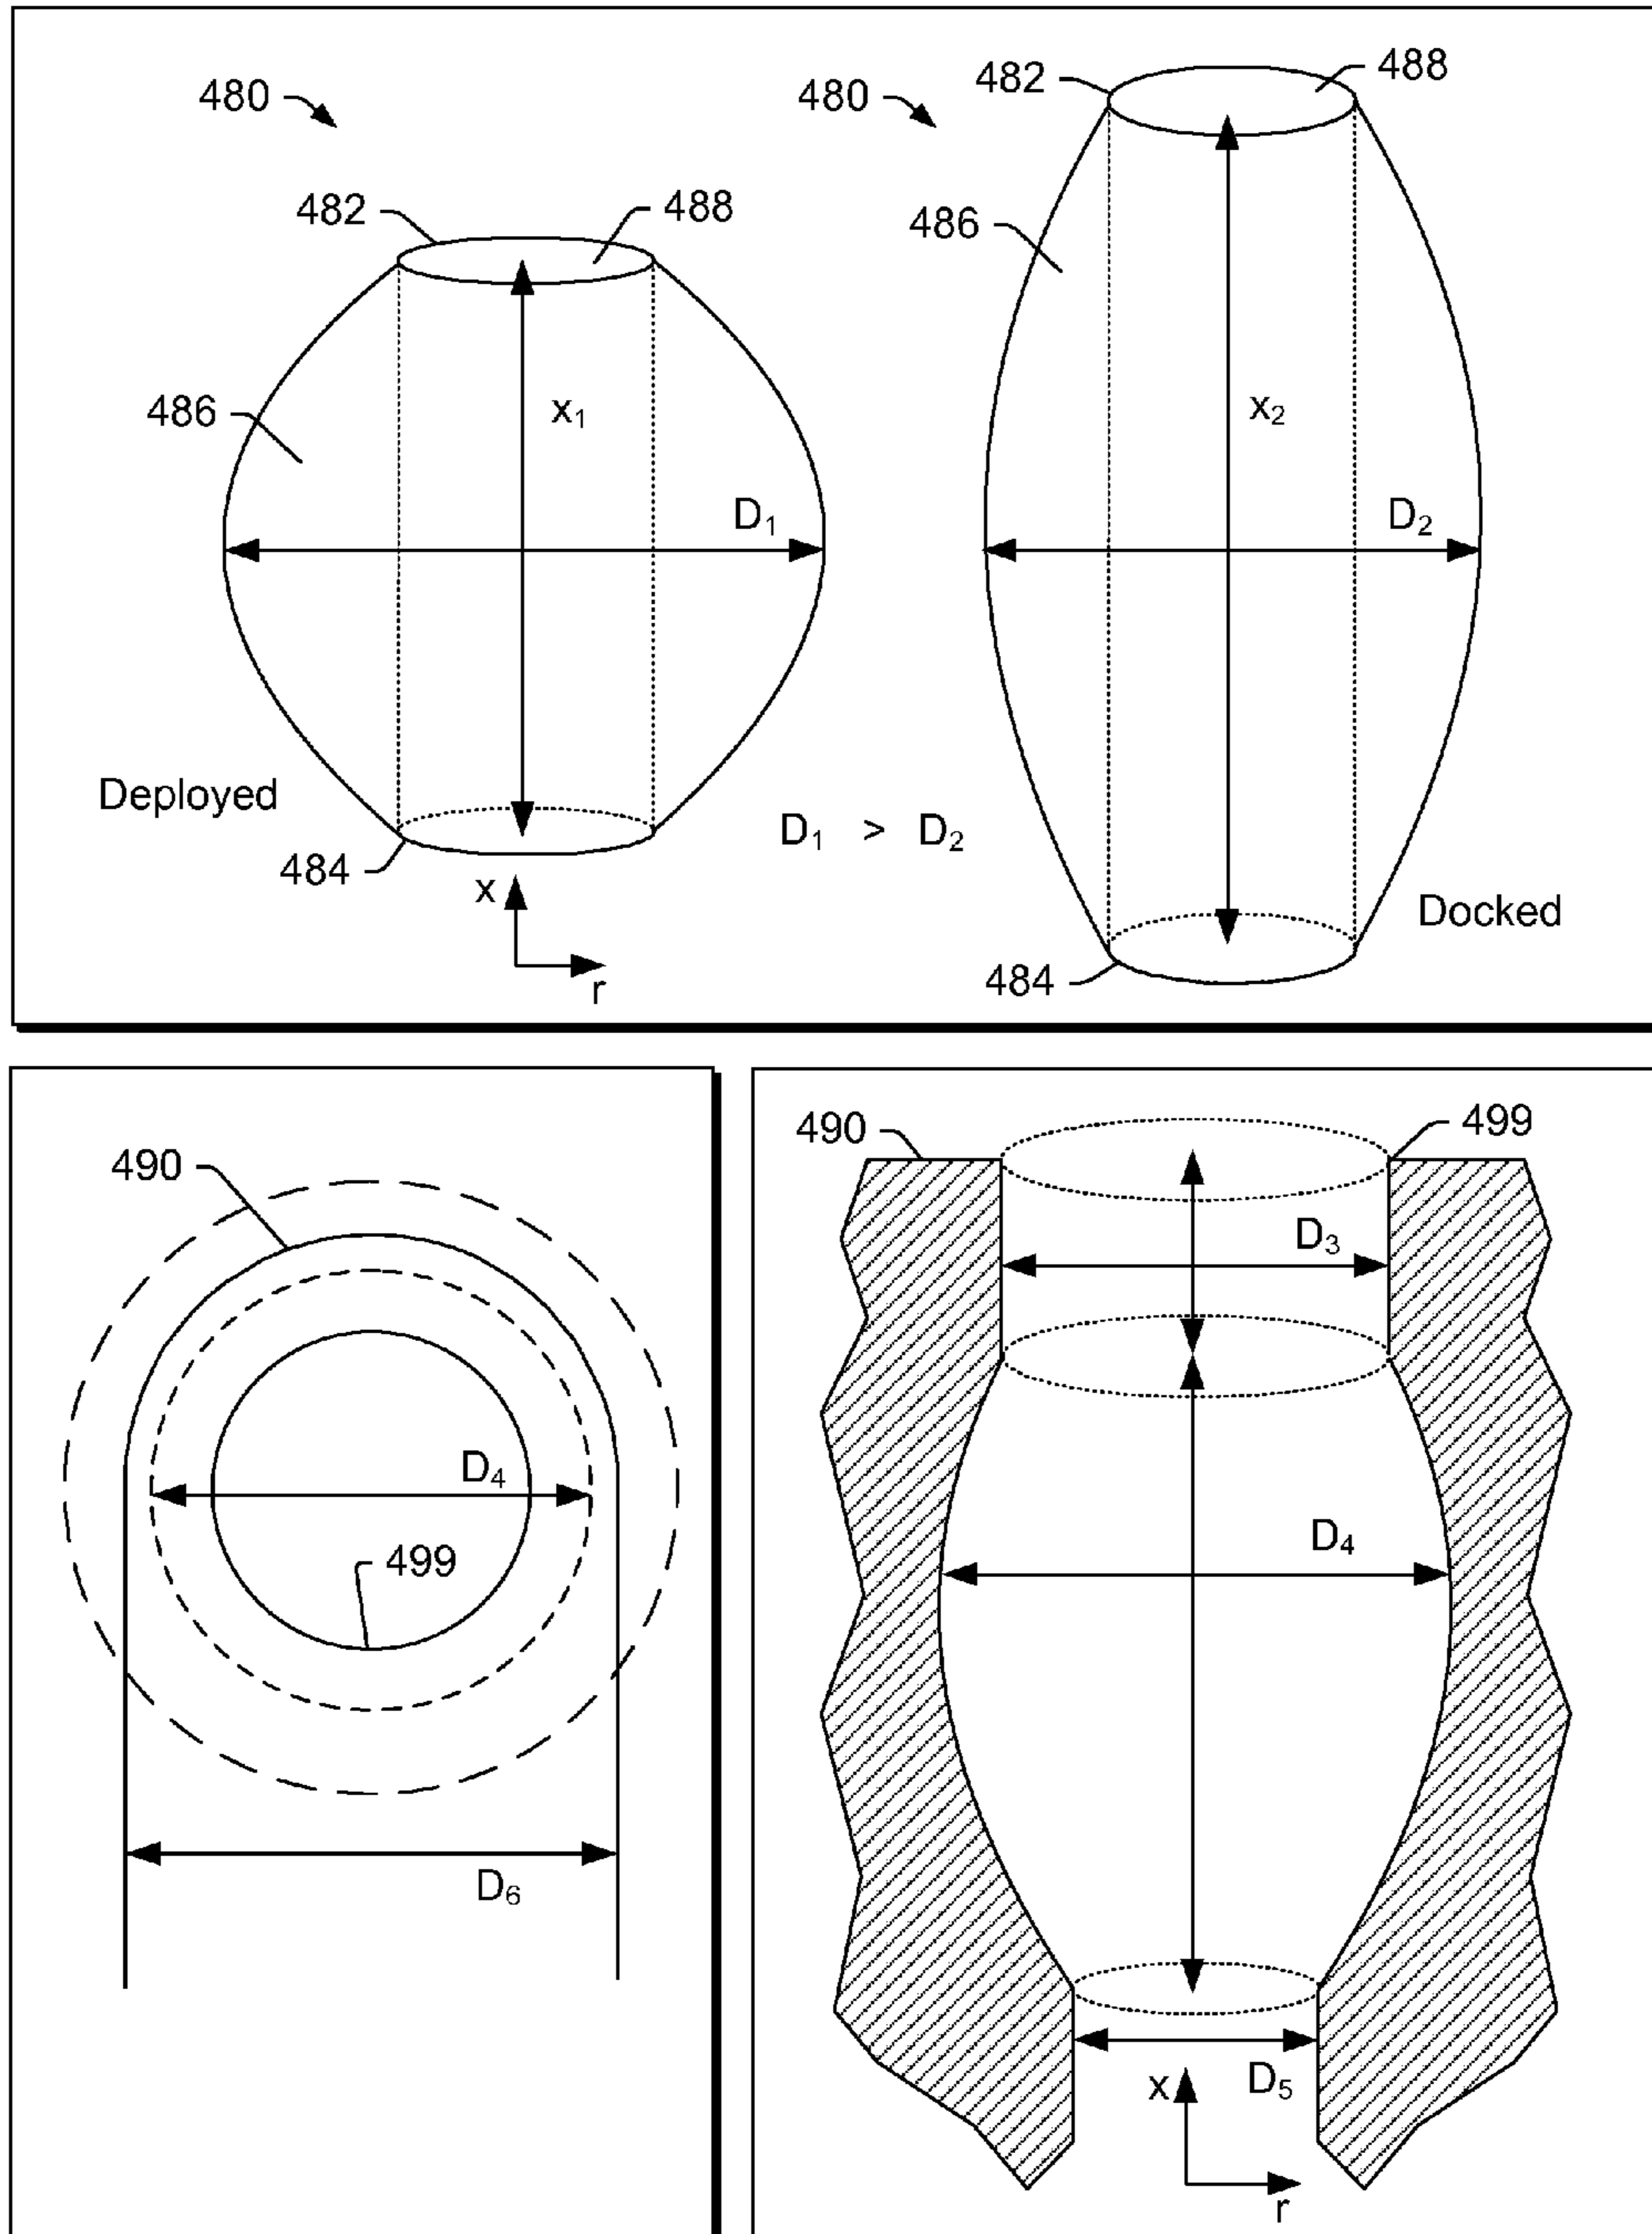 480
482
488
486
x₁
D₁
Deployed
484
x
r
D₁ > D₂
480
482
488
486
x₂
D₂
Docked
484
490
D₄
499
D₆
490
499
D₃
D₄
D₅
x
r